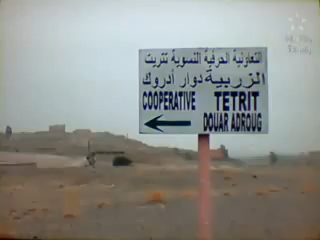 التعاونية الحرفية النسوية تتريت
الزربية دوار أدروك
COOPERATIVE TETRIT
DOUAR ADROUG